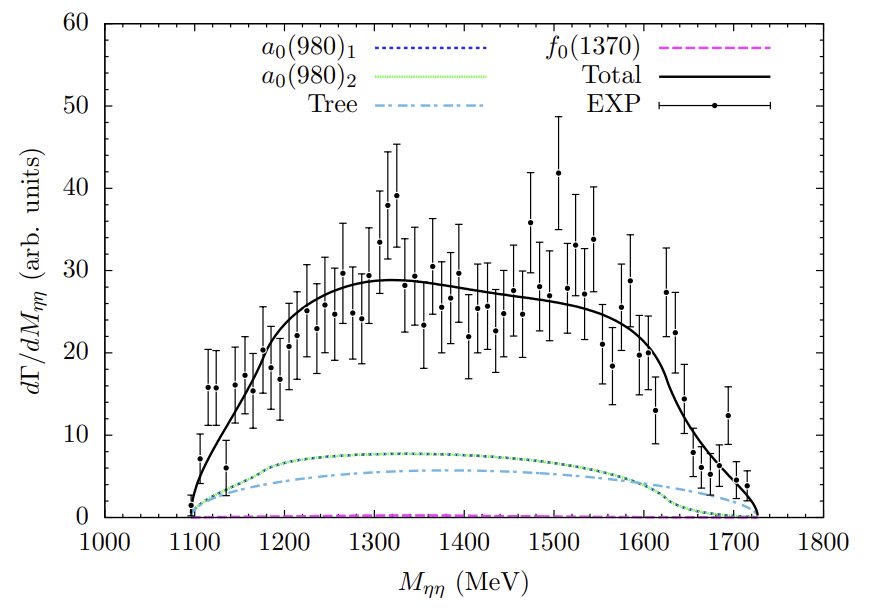 60
50
40
30
20
10
0
dΓ/dMηη (arb. units)
a0(980)1
a0(980)2
Tree
f0(1370)
Total
EXP
1000 1100 1200 1300 1400 1500 1600 1700 1800
Mηη (MeV)